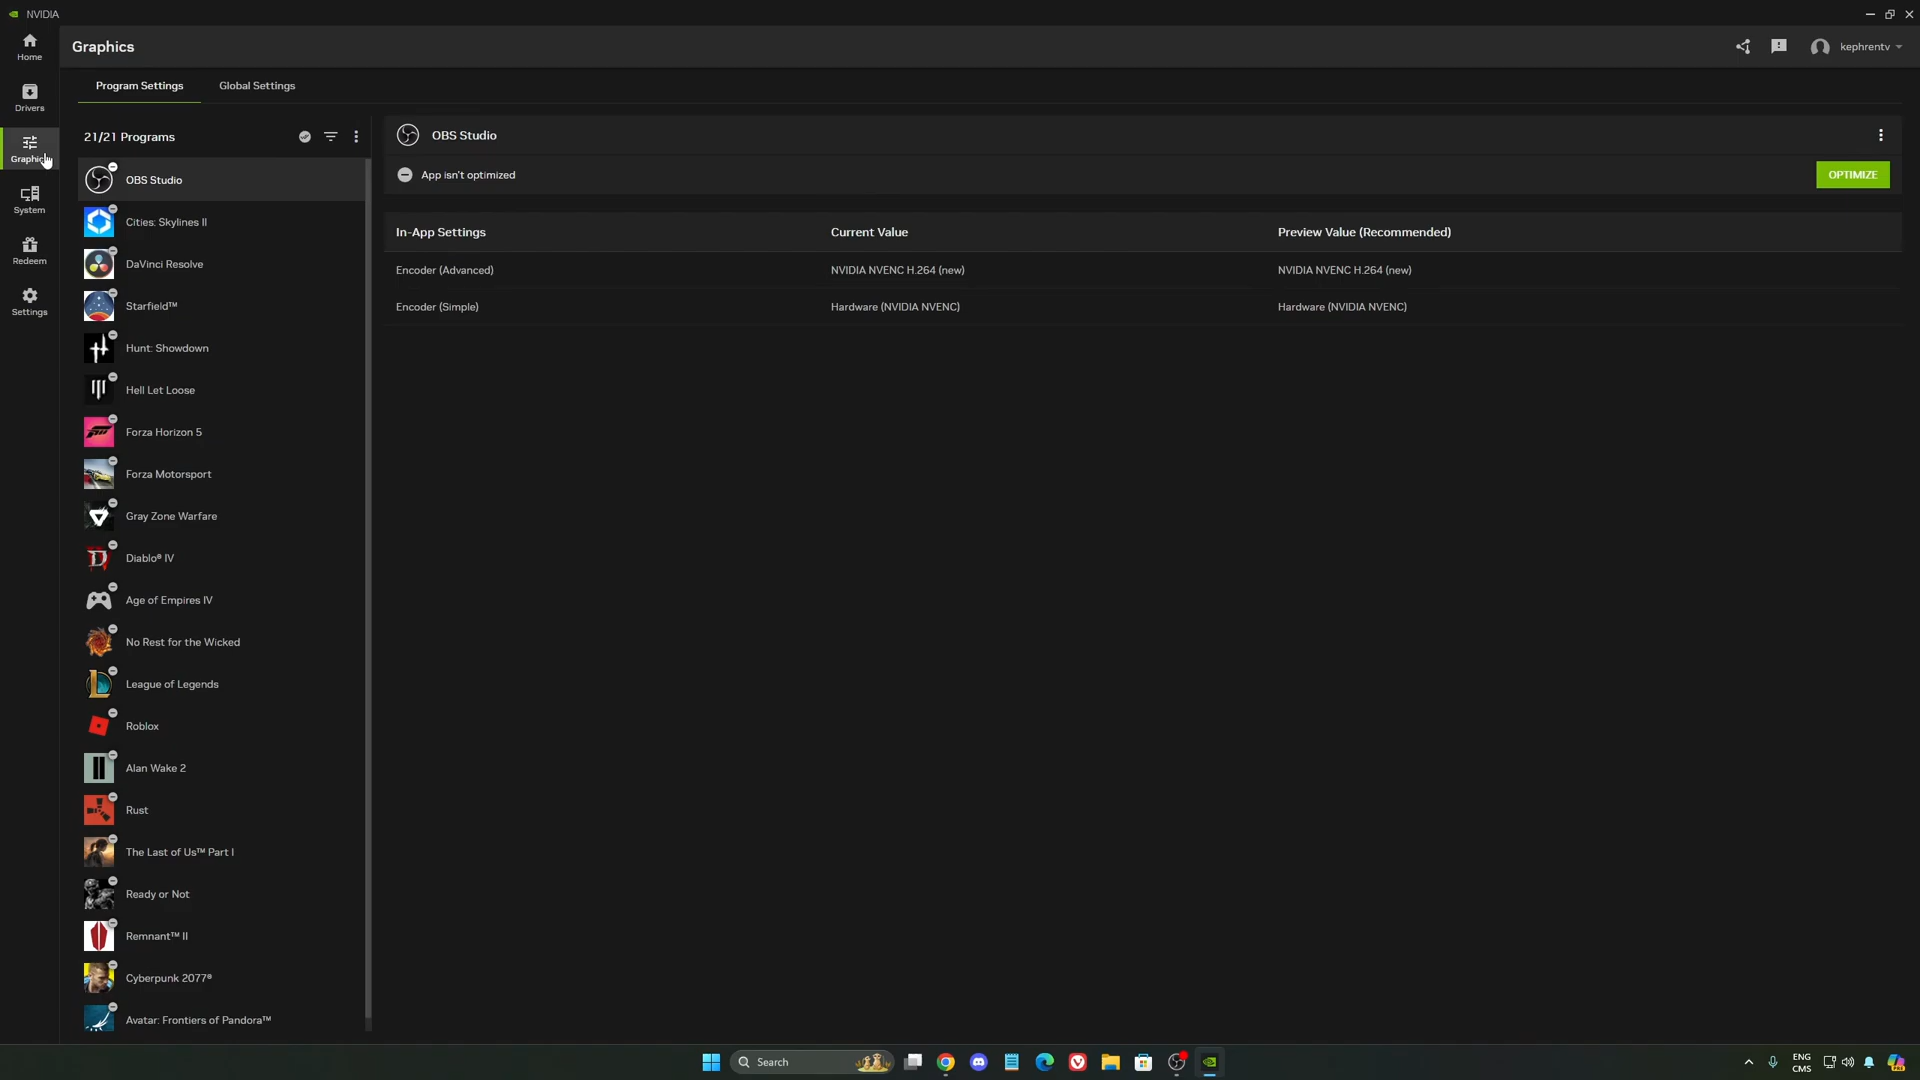 NVIDIA
Home
Drivers
Graphics
System
Redeem
Settings
Graphics
kephrentv
Program Settings
Global Settings
21/21 Programs
OBS Studio
Cities: Skylines II
DaVinci Resolve
Starfield™
Hunt: Showdown
Hell Let Loose
Forza Horizon 5
Forza Motorsport
Gray Zone Warfare
Diablo® IV
Age of Empires IV
No Rest for the Wicked
League of Legends
Roblox
Alan Wake 2
Rust
The Last of Us™ Part I
Ready or Not
Remnant™ II
Cyberpunk 2077®
Avatar: Frontiers of Pandora™
OBS Studio
App isn't optimized
OPTIMIZE
In-App Settings Current Value Preview Value (Recommended)
Encoder (Advanced) NVIDIA NVENC H.264 (new) NVIDIA NVENC H.264 (new)
Encoder (Simple) Hardware (NVIDIA NVENC) Hardware (NVIDIA NVENC)
Search
ENG
CMS
PRE